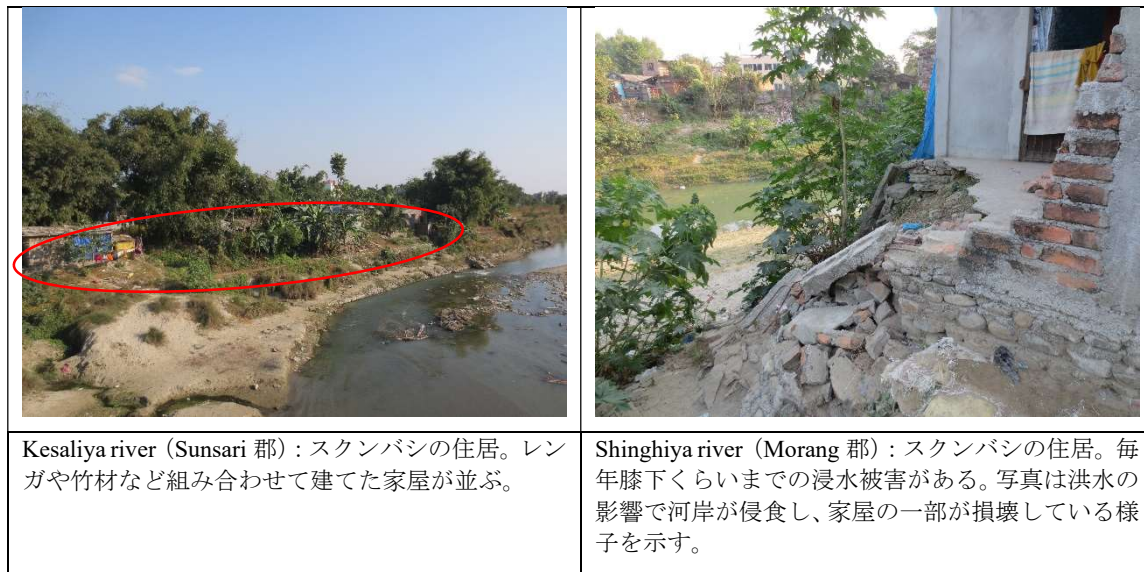 Kesaliya river（Sunsari 郡）: スクンバシの住居。レン
ガや竹材など組み合わせて建てた家屋が並ぶ。
Shinghiya river（Morang 郡）: スクンバシの住居。毎
年膝下くらいまでの浸水被害がある。写真は洪水の
影響で河岸が侵食し、家屋の一部が損壊している様
子を示す。